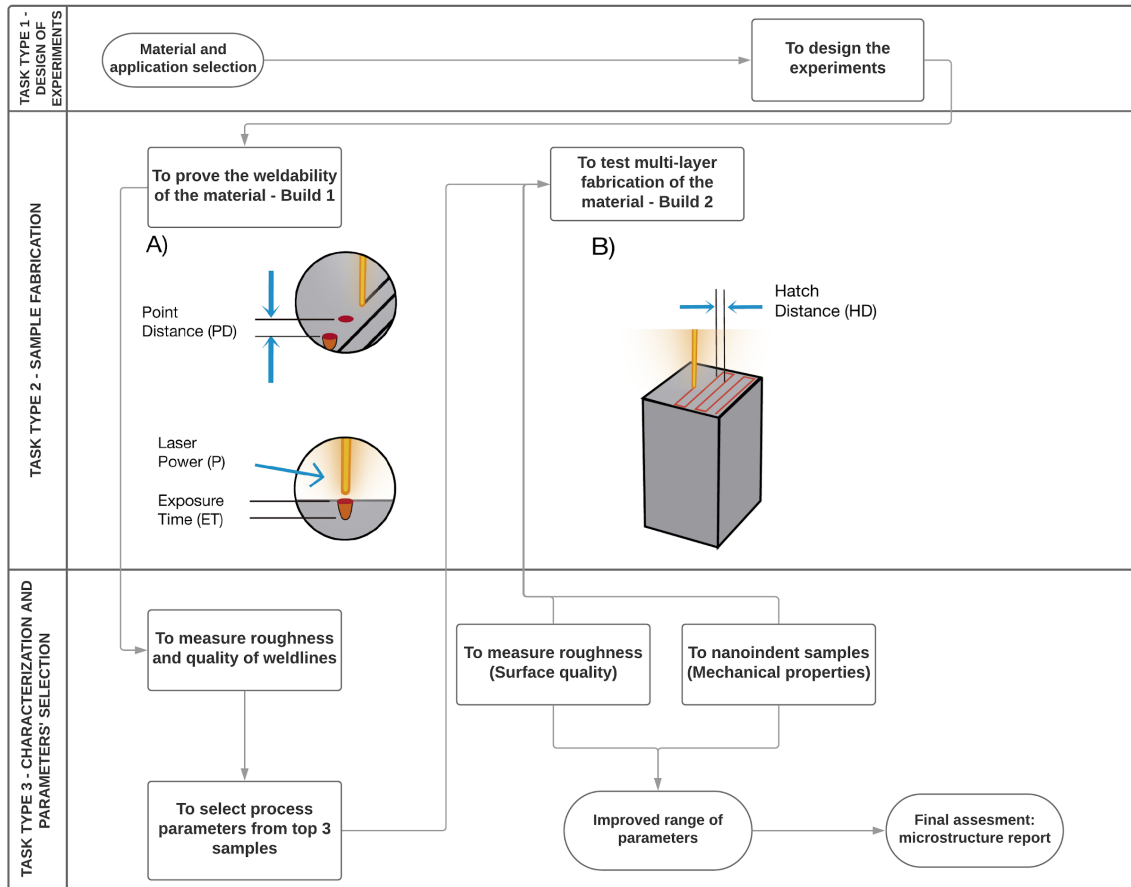 TASK TYPE 1 -
DESIGN OF
EXPERIMENTS
Material and
application selection
To design the
experiments
TASK TYPE 2 - SAMPLE FABRICATION
To prove the weldability
of the material - Build 1
To test multi-layer
fabrication of the
material - Build 2
A)
Point
Distance (PD)
Laser
Power (P)
Exposure
Time (ET)
B)
Hatch
Distance (HD)
TASK TYPE 3 - CHARACTERIZATION AND
PARAMETERS' SELECTION
To measure roughness
and quality of weldlines
To measure roughness
(Surface quality)
To nanoindent samples
(Mechanical properties)
To select process
parameters from top 3
samples
Improved range of
parameters
Final assesment:
microstructure report